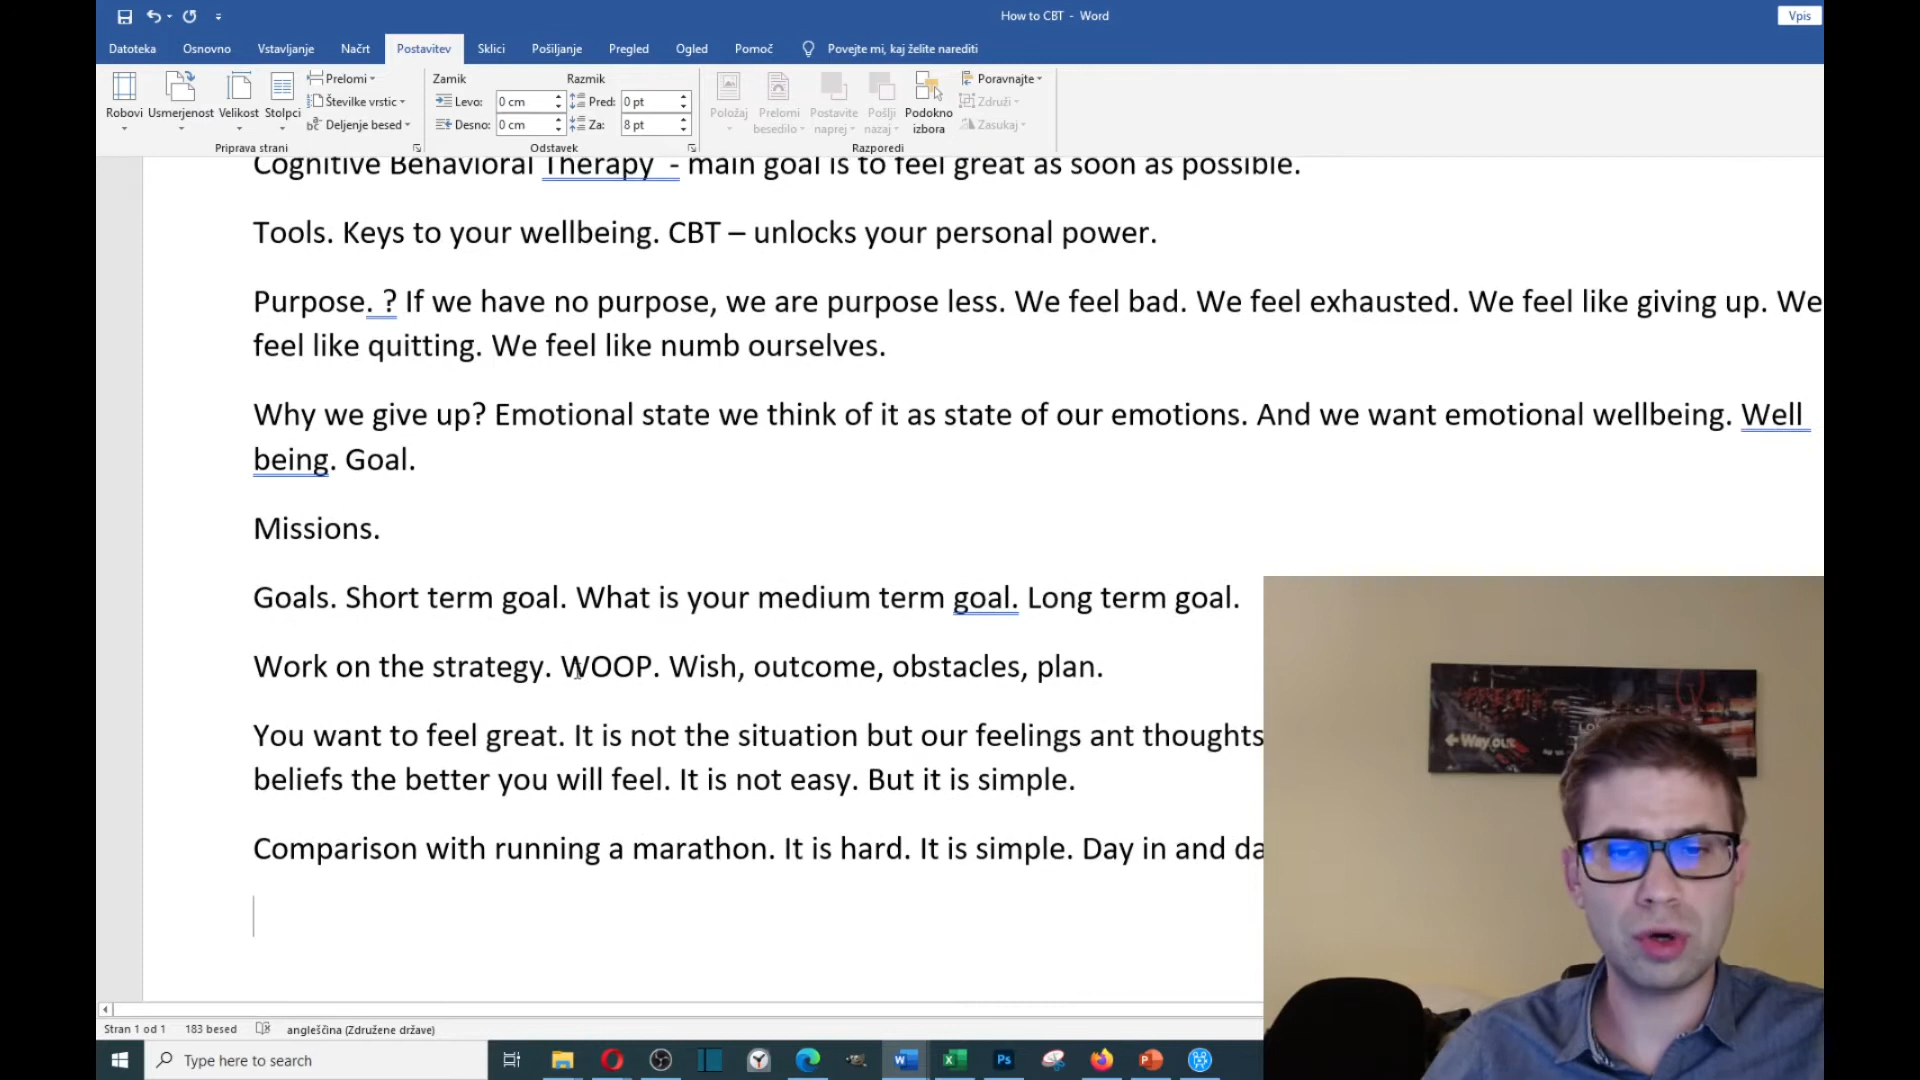 How to CBT - Word
Vpis
Datoteka Osnovno Vstavljanje Načrt Postavitev Sklici Pošiljanje Pregled Ogled Pomoč Povejte mi, kaj želite narediti
Robovi Usmerjenost Velikost Stolpci
Prelomi
Številke vrstic
Deljenje besed
Priprava strani
Zamik Razmik
Levo: 0 cm Pred: 0 pt
Desno: 0 cm Za: 8 pt
Odstavek
Položaj Prelomi besedilo Postavite naprej Pošlji nazaj Podokno izbora
Poravnajte
Združi
Zasukaj
Razporedi
Cognitive Behavioral Therapy - main goal is to feel great as soon as possible.
Tools. Keys to your wellbeing. CBT – unlocks your personal power.
Purpose. ? If we have no purpose, we are purpose less. We feel bad. We feel exhausted. We feel like giving up. We
feel like quitting. We feel like numb ourselves.
Why we give up? Emotional state we think of it as state of our emotions. And we want emotional wellbeing. Well
being. Goal.
Missions.
Goals. Short term goal. What is your medium term goal. Long term goal.
Work on the strategy. WOOP. Wish, outcome, obstacles, plan.
You want to feel great. It is not the situation but our feelings ant thoughts
beliefs the better you will feel. It is not easy. But it is simple.
Comparison with running a marathon. It is hard. It is simple. Day in and da
Way out
Stran 1 od 1 183 besed angleščina (Združene države)
Type here to search